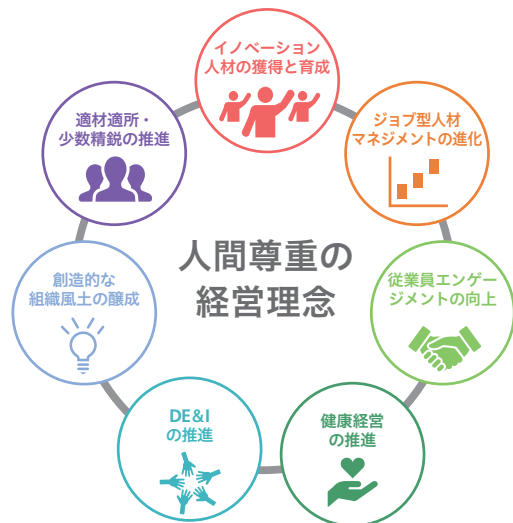 イノベーション
人材の獲得と育成
ジョブ型人材
マネジメントの進化
従業員エンゲー
ジメントの向上
健康経営
の推進
DE&I
の推進
創造的な
組織風土の醸成
適材適所・
少数精鋭の推進
人間尊重の
経営理念